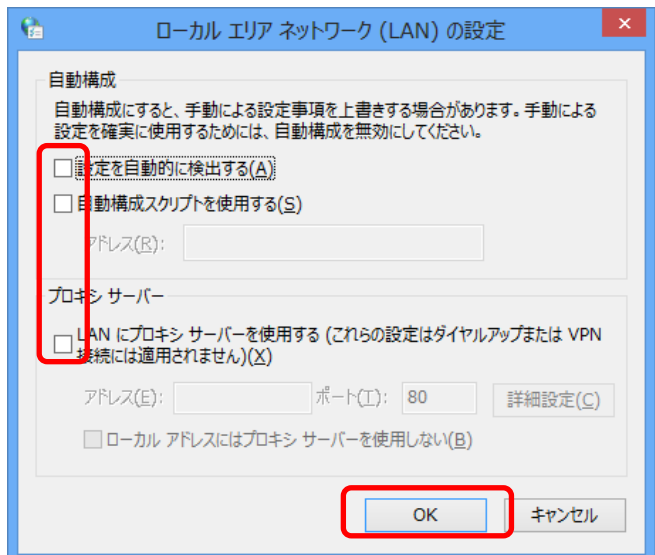 ローカル エリア ネットワーク (LAN) の設定
自動構成
自動構成にすると、手動による設定事項を上書きする場合があります。手動による
設定を確実に使用するためには、自動構成を無効にしてください。
設定を自動的に検出する(A)
自動構成スクリプトを使用する(S)
アドレス(R):
プロキシ サーバー
LAN にプロキシ サーバーを使用する (これらの設定はダイヤルアップまたは VPN
接続には適用されません)(X)
アドレス(E): ポート(T): 80 詳細設定(C)
ローカル アドレスにはプロキシ サーバーを使用しない(B)
OK キャンセル